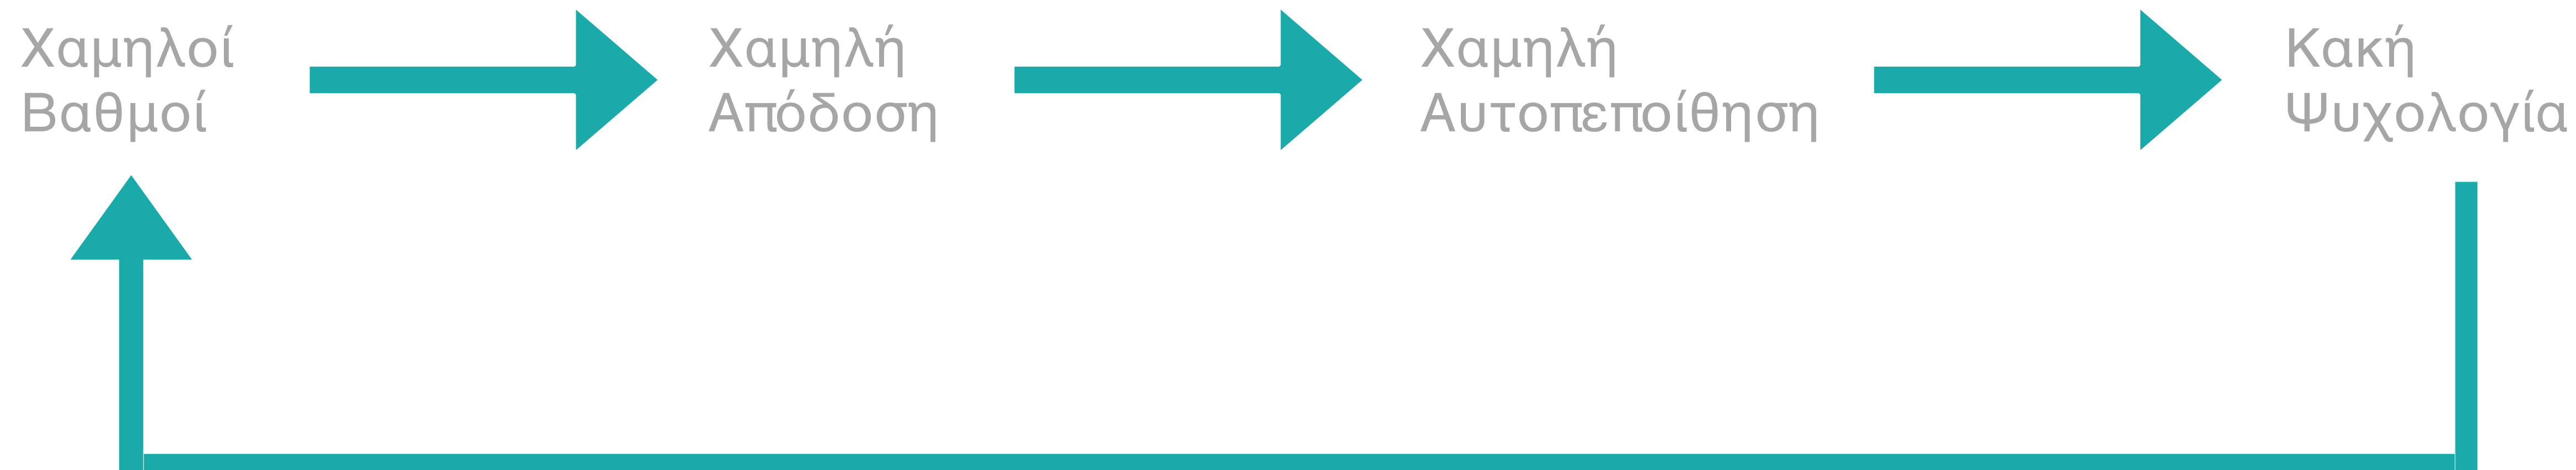 Χαμηλοί
Βαθμοί
Χαμηλή
Απόδοση
Χαμηλή
Αυτοπεποίθηση
Κακή
Ψυχολογία